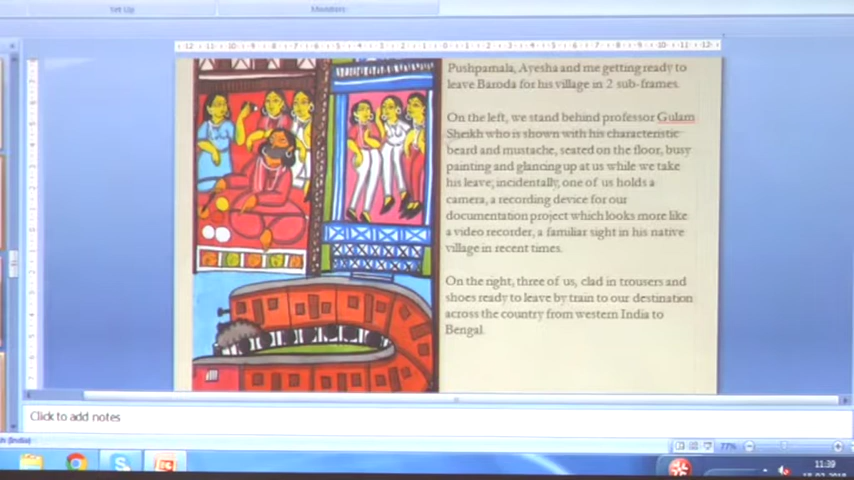 Set Up
Monitors
Pushpamala, Ayesha and me getting ready to
leave Baroda for his village in 2 sub-frames.
On the left, we stand behind professor Gulam
Sheikh who is shown with his characteristic
beard and mustache, seated on the floor, busy
painting and glancing up at us while we take
his leave, incidentally, one of us holds a
camera, a recording device for our
documentation project which looks more like
a video recorder, a familiar sight in his native
village in recent times.
On the right, three of us, clad in trousers and
shoes ready to leave by train to our destination
across the country from western India to
Bengal.
Click to add notes
(India)
77%
11:39